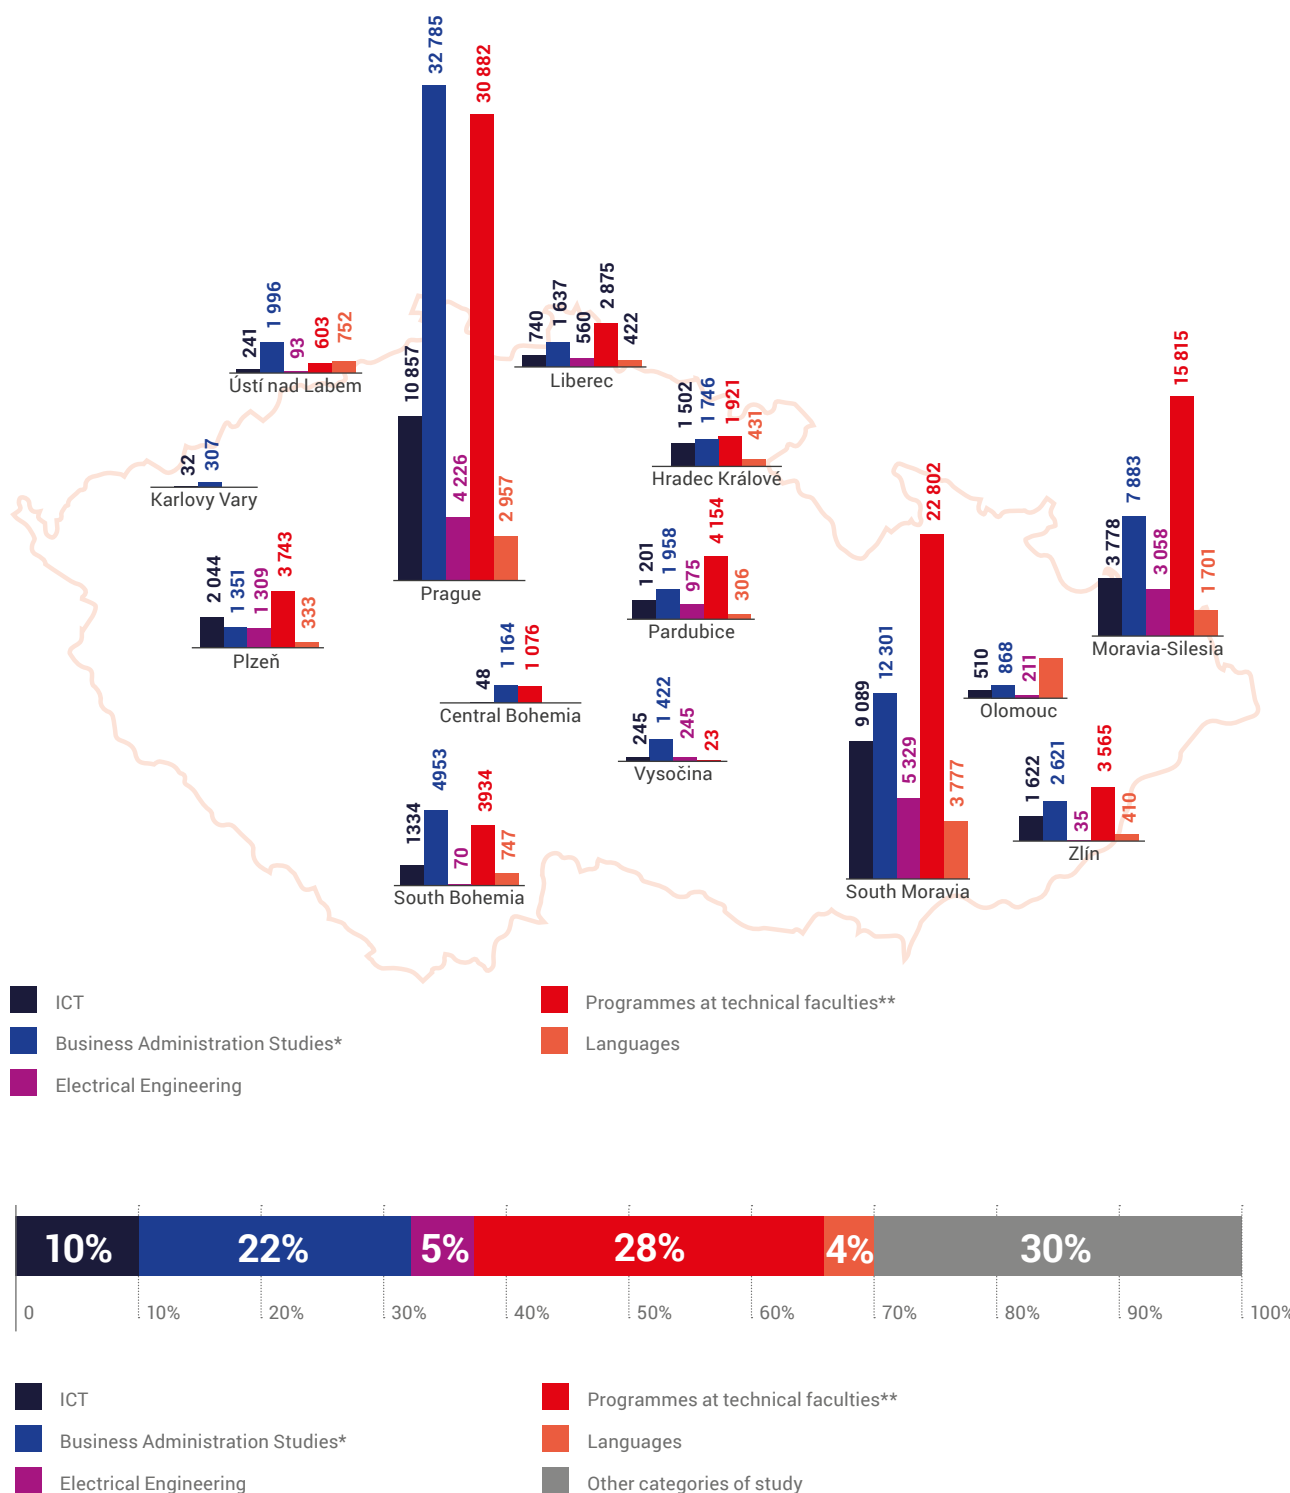 32 785
30 882
10 857
4 226
2 957
Prague
241
1 996
93
603
752
Ústí nad Labem
740
1 637
560
2 875
422
Liberec
32
307
Karlovy Vary
1 502
1 746
1 921
431
Hradec Králové
2 044
1 351
1 309
3 743
333
Plzeň
1 201
1 958
975
4 154
306
Pardubice
3 778
7 883
3 058
15 815
1 701
Moravia-Silesia
48
1 164
1 076
Central Bohemia
245
1 422
245
23
Vysočina
510
868
211
Olomouc
1334
4953
70
3934
747
South Bohemia
9 089
12 301
5 329
22 802
3 777
South Moravia
1 622
2 621
35
3 565
410
Zlín
ICT
Business Administration Studies*
Electrical Engineering
Programmes at technical faculties**
Languages
10% 22% 5% 28% 4% 30%
0 10% 20% 30% 40% 50% 60% 70% 80% 90% 100%
ICT
Business Administration Studies*
Electrical Engineering
Programmes at technical faculties**
Languages
Other categories of study